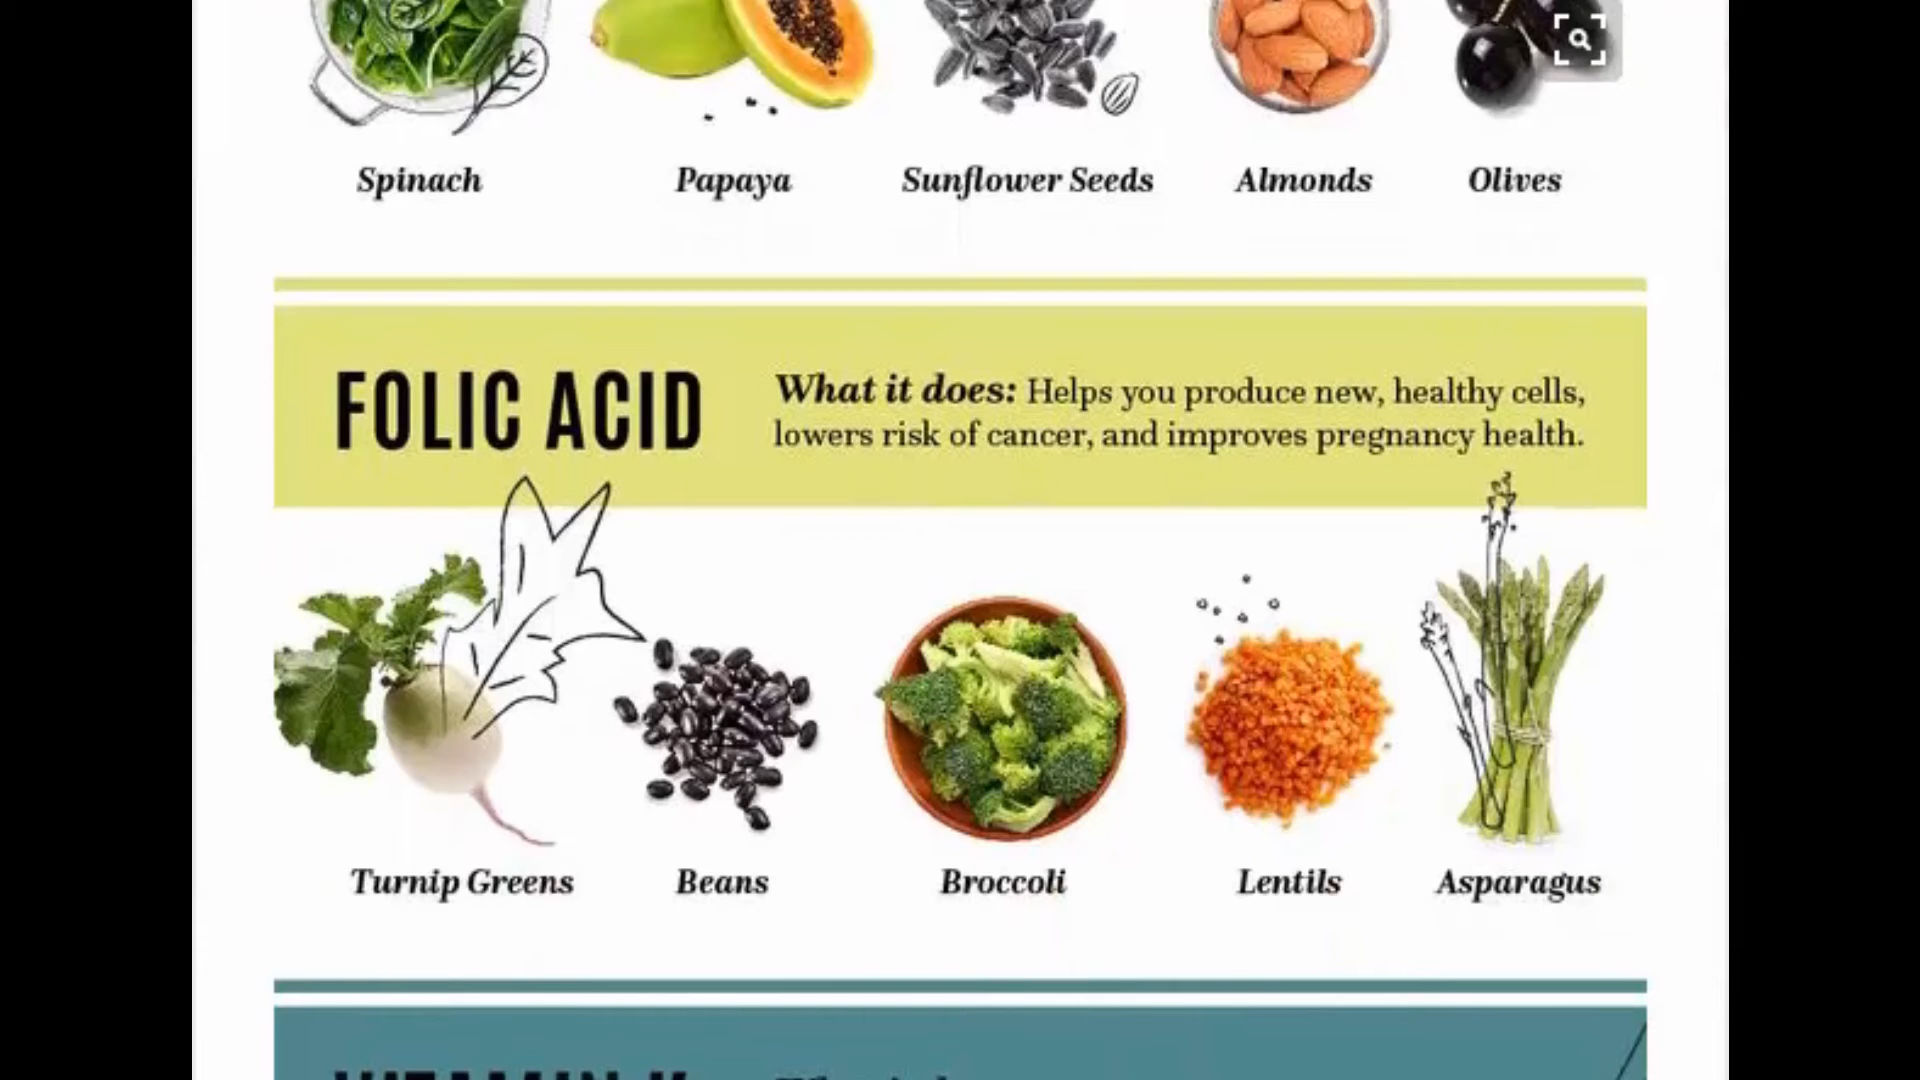 Spinach Papaya Sunflower Seeds Almonds Olives
FOLIC ACID
What it does: Helps you produce new, healthy cells,
lowers risk of cancer, and improves pregnancy health.
Turnip Greens Beans Broccoli Lentils Asparagus